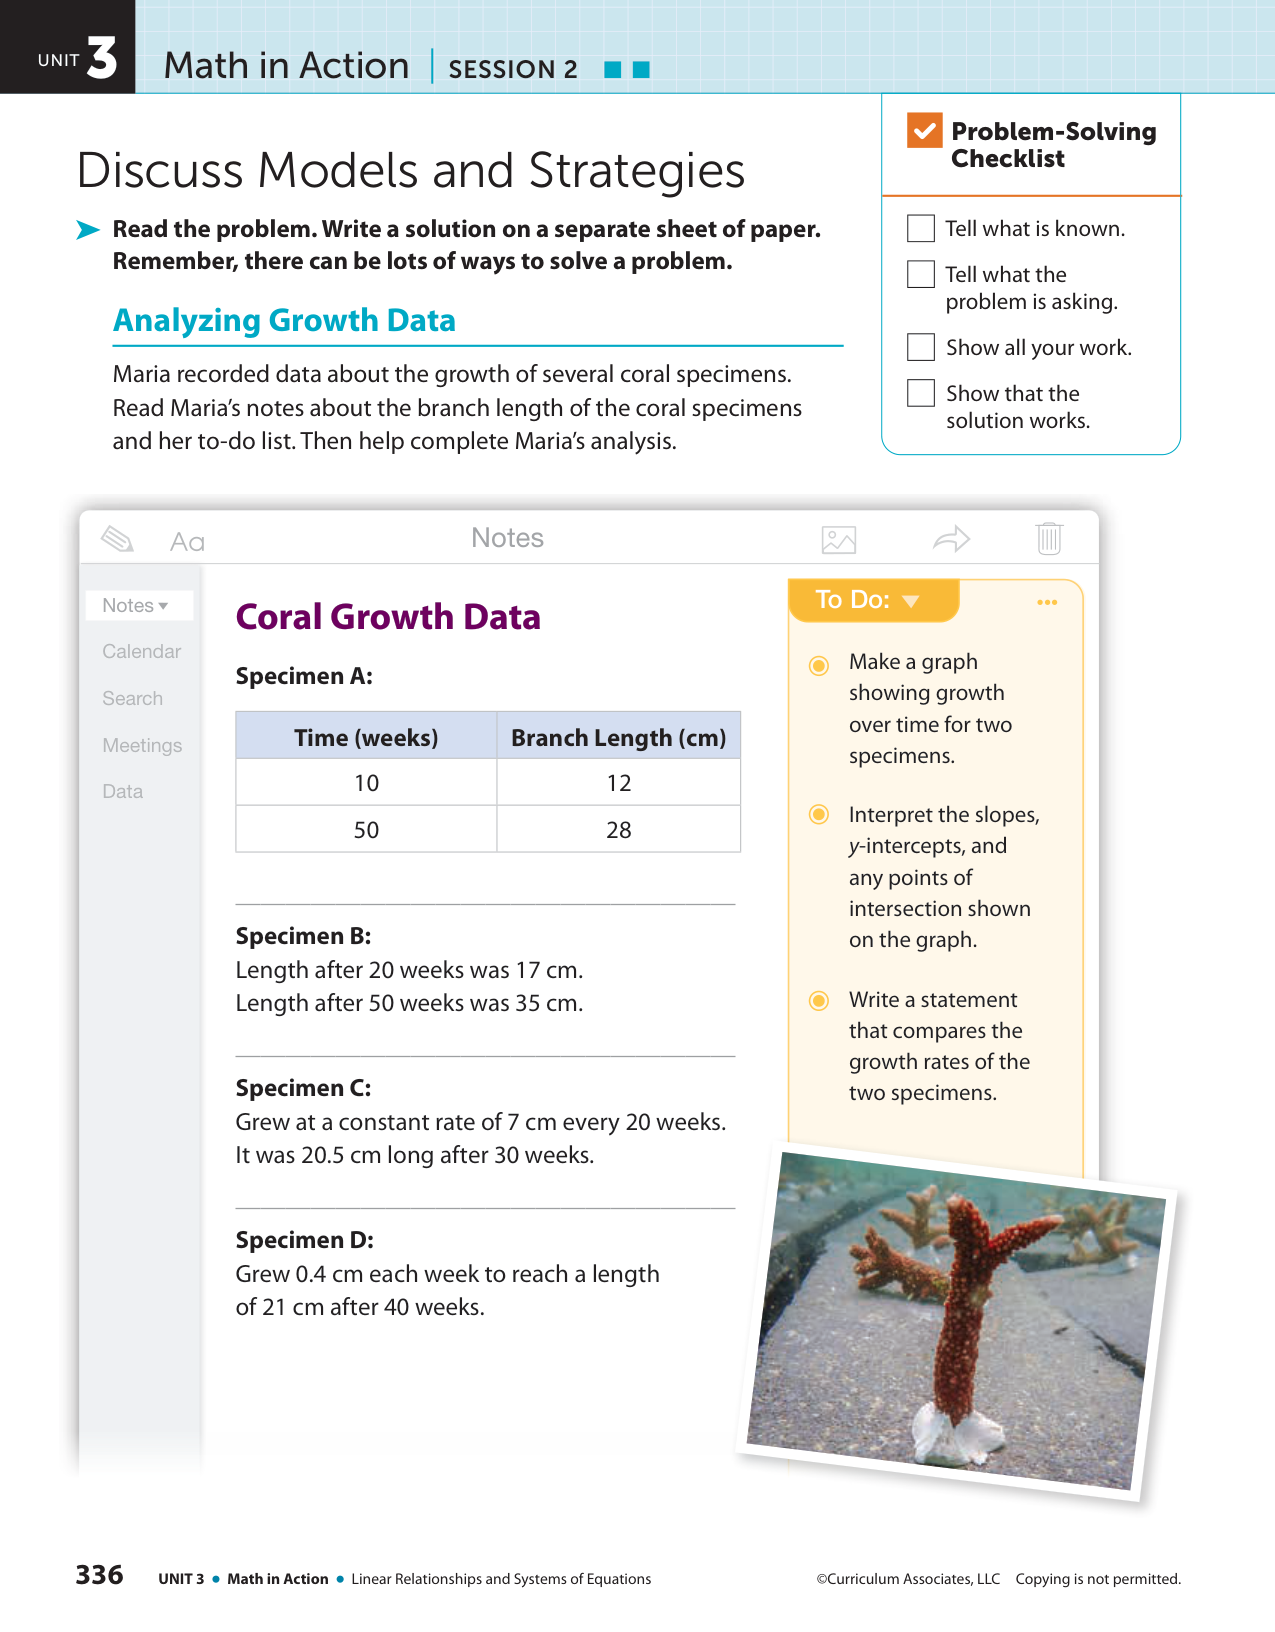 UNIT 3 Math in Action | SESSION 2
Problem-Solving
Checklist
Tell what is known.
Tell what the
problem is asking.
Show all your work.
Show that the
solution works.
Discuss Models and Strategies
Read the problem. Write a solution on a separate sheet of paper.
Remember, there can be lots of ways to solve a problem.
Analyzing Growth Data
Maria recorded data about the growth of several coral specimens.
Read Maria's notes about the branch length of the coral specimens
and her to-do list. Then help complete Maria's analysis.
Aa Notes
Notes
Calendar
Search
Meetings
Data
Coral Growth Data
Specimen A:
Time (weeks) Branch Length (cm)
10 12
50 28
Specimen B:
Length after 20 weeks was 17 cm.
Length after 50 weeks was 35 cm.
Specimen C:
Grew at a constant rate of 7 cm every 20 weeks.
It was 20.5 cm long after 30 weeks.
Specimen D:
Grew 0.4 cm each week to reach a length
of 21 cm after 40 weeks.
To Do:
Make a graph
showing growth
over time for two
specimens.
Interpret the slopes,
y-intercepts, and
any points of
intersection shown
on the graph.
Write a statement
that compares the
growth rates of the
two specimens.
336 UNIT 3 • Math in Action • Linear Relationships and Systems of Equations
©Curriculum Associates, LLC Copying is not permitted.